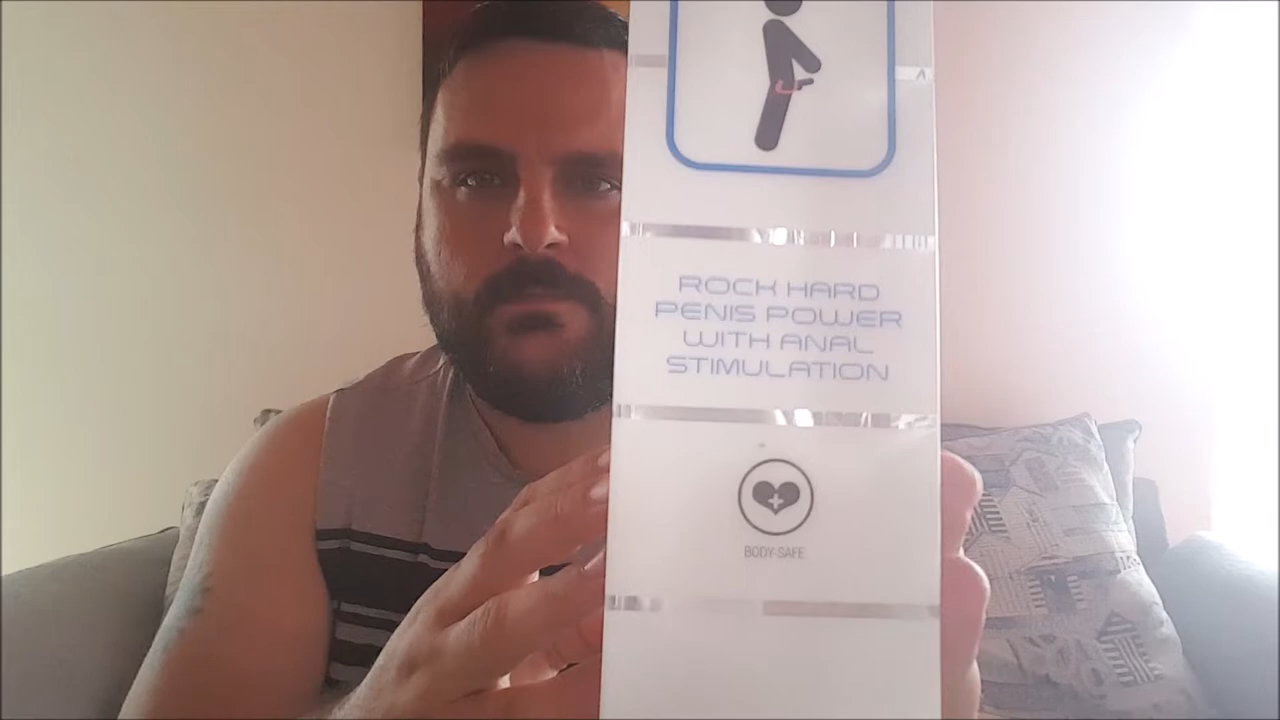 ROCK HARD
PENIS POWER
WITH ANAL
STIMULATION
BODY-SAFE